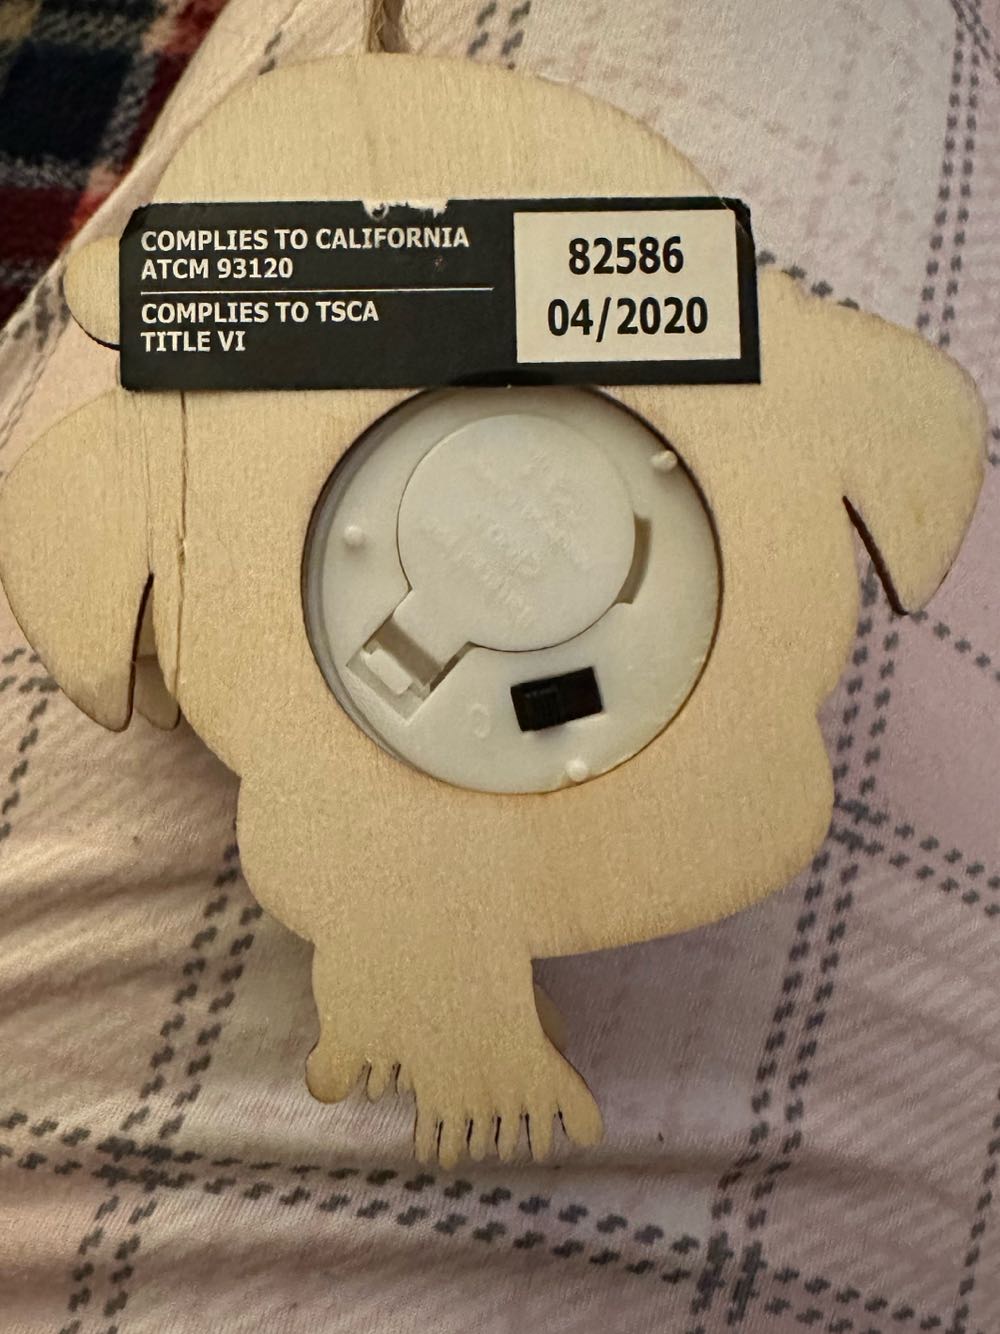 COMPLIES TO CALIFORNIA
ATCM 93120
COMPLIES TO TSCA
TITLE VI
82586
04/2020